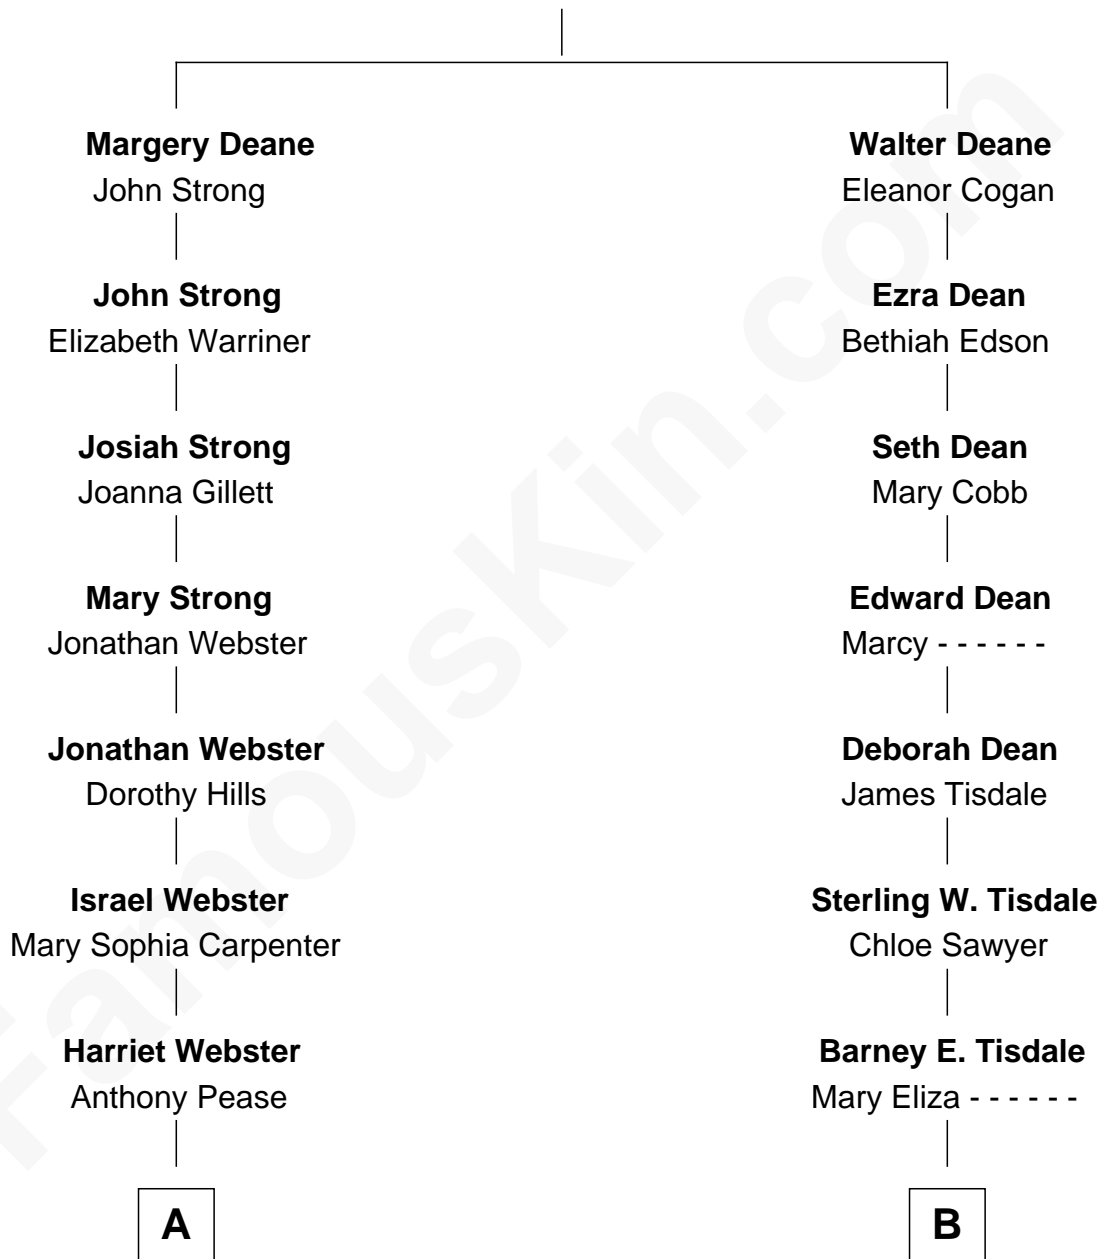 Margery Deane
John Strong
John Strong
Elizabeth Warriner
Josiah Strong
Joanna Gillett
Mary Strong
Jonathan Webster
Jonathan Webster
Dorothy Hills
Israel Webster
Mary Sophia Carpenter
Harriet Webster
Anthony Pease
A
Walter Deane
Eleanor Cogan
Ezra Dean
Bethiah Edson
Seth Dean
Mary Cobb
Edward Dean
Marcy - - - - - -
Deborah Dean
James Tisdale
Sterling W. Tisdale
Chloe Sawyer
Barney E. Tisdale
Mary Eliza - - - - - -
B
FamousKin.com